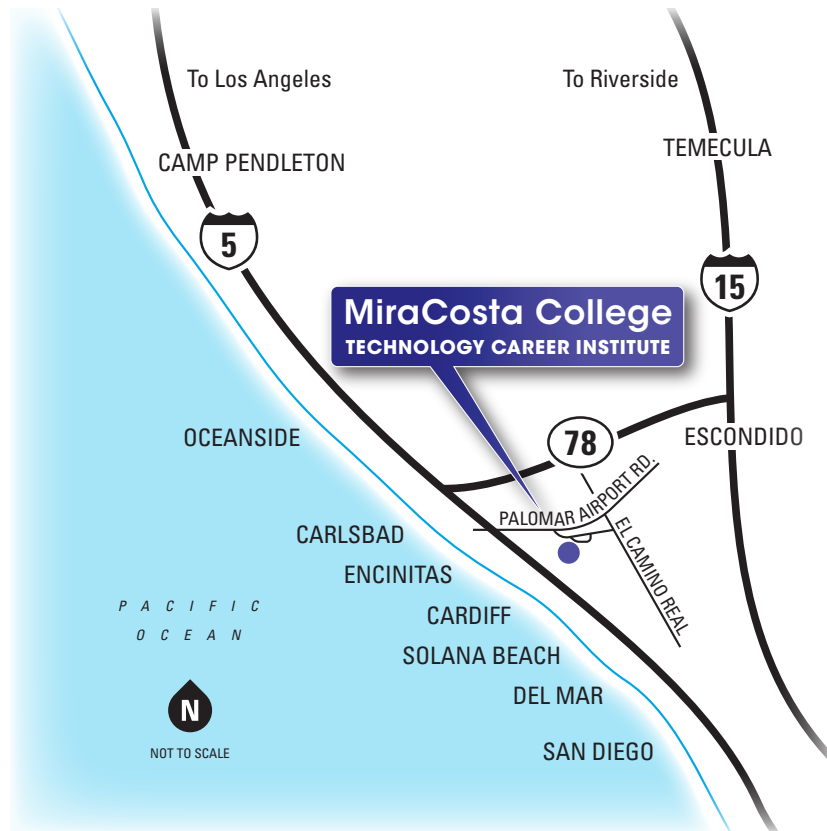 To Los Angeles
To Riverside
CAMP PENDLETON
TEMECULA
5
15
MiraCosta College
TECHNOLOGY CAREER INSTITUTE
OCEANSIDE
78
ESCONDIDO
PALOMAR AIRPORT RD.
EL CAMINO REAL
CARLSBAD
ENCINITAS
PACIFIC
OCEAN
CARDIFF
SOLANA BEACH
DEL MAR
N
NOT TO SCALE
SAN DIEGO